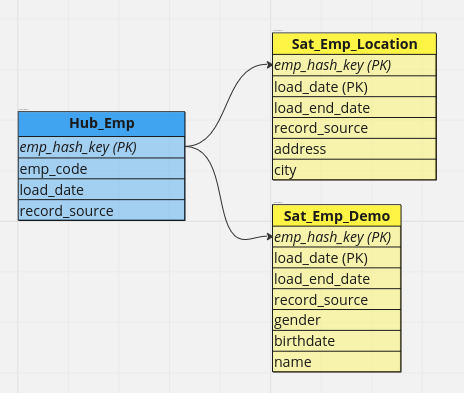 Hub_Emp
emp_hash_key (PK)
emp_code
load_date
record_source
Sat_Emp_Location
emp_hash_key (PK)
load_date (PK)
load_end_date
record_source
address
city
Sat_Emp_Demo
emp_hash_key (PK)
load_date (PK)
load_end_date
record_source
gender
birthdate
name